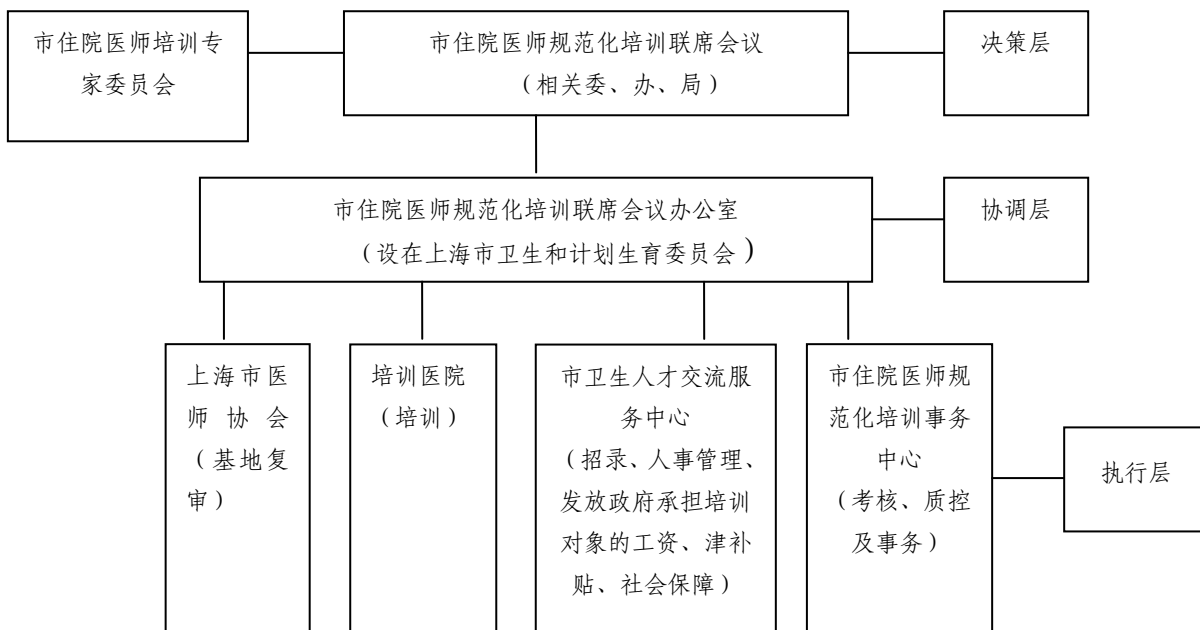 市住院医师培训专
家委员会
市住院医师规范化培训联席会议
（相关委、办、局）
决策层
市住院医师规范化培训联席会议办公室
（设在上海市卫生和计划生育委员会）
协调层
上海市医
师协会
（基地复
审）
培训医院
（培训）
市卫生人才交流服
务中心
（招录、人事管理、
发放政府承担培训
对象的工资、津补
贴、社会保障）
市住院医师规
范化培训事务
中心
（考核、质控
及事务）
执行层